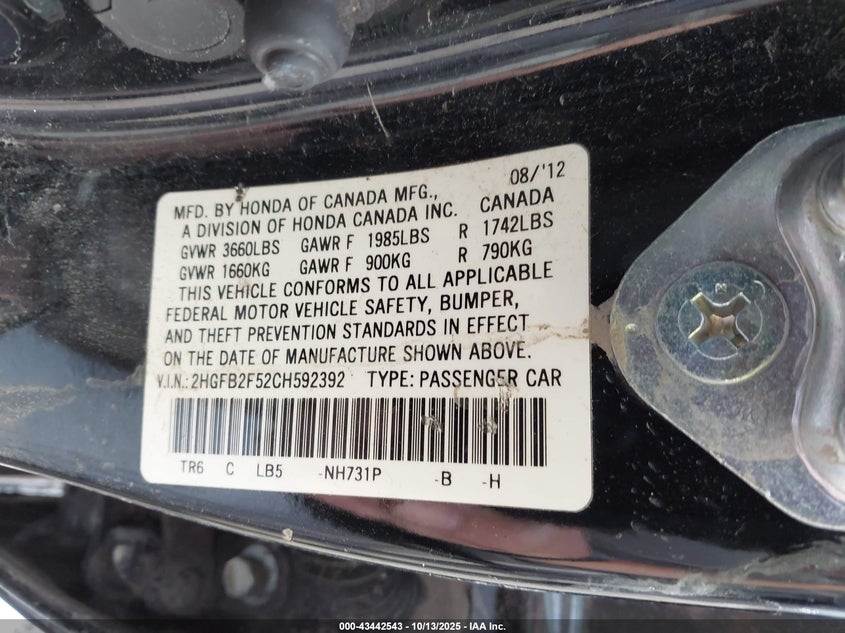 08/'12
MFD. BY HONDA OF CANADA MFG.,
A DIVISION OF HONDA CANADA INC. CANADA
GVWR 3660LBS GAWR F 1985LBS R 1742LBS
GVWR 1660KG GAWR F 900KG R 790KG
THIS VEHICLE CONFORMS TO ALL APPLICABLE
FEDERAL MOTOR VEHICLE SAFETY, BUMPER,
AND THEFT PREVENTION STANDARDS IN EFFECT
ON THE DATE OF MANUFACTURE SHOWN ABOVE.
V.I.N.: 2HGFB2F52CH592392 TYPE: PASSENGER CAR
TR6 C LB5 -NH731P -B -H
000-43442543 | 10/13/2025 - IAA Inc.